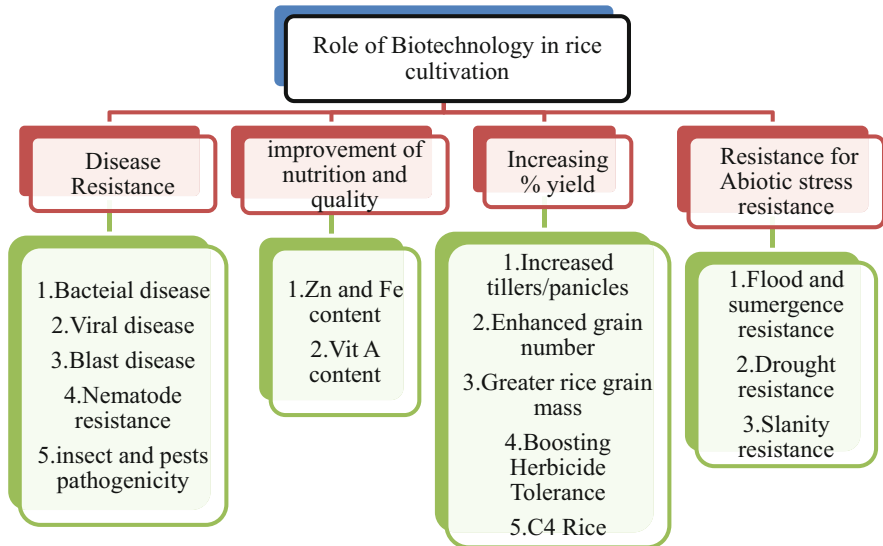 Role of Biotechnology in rice
cultivation
Disease
Resistance
improvement of
nutrition and
quality
Increasing
% yield
Resistance for
Abiotic stress
resistance
1.Bacteial disease
2.Viral disease
3.Blast disease
4.Nematode
resistance
5.insect and pests
pathogenicity
1.Zn and Fe
content
2.Vit A
content
1.Increased
tillers/panicles
2.Enhanced grain
number
3.Greater rice grain
mass
4.Boosting
Herbicide
Tolerance
5.C4 Rice
1.Flood and
sumergence
resistance
2.Drought
resistance
3.Slanity
resistance